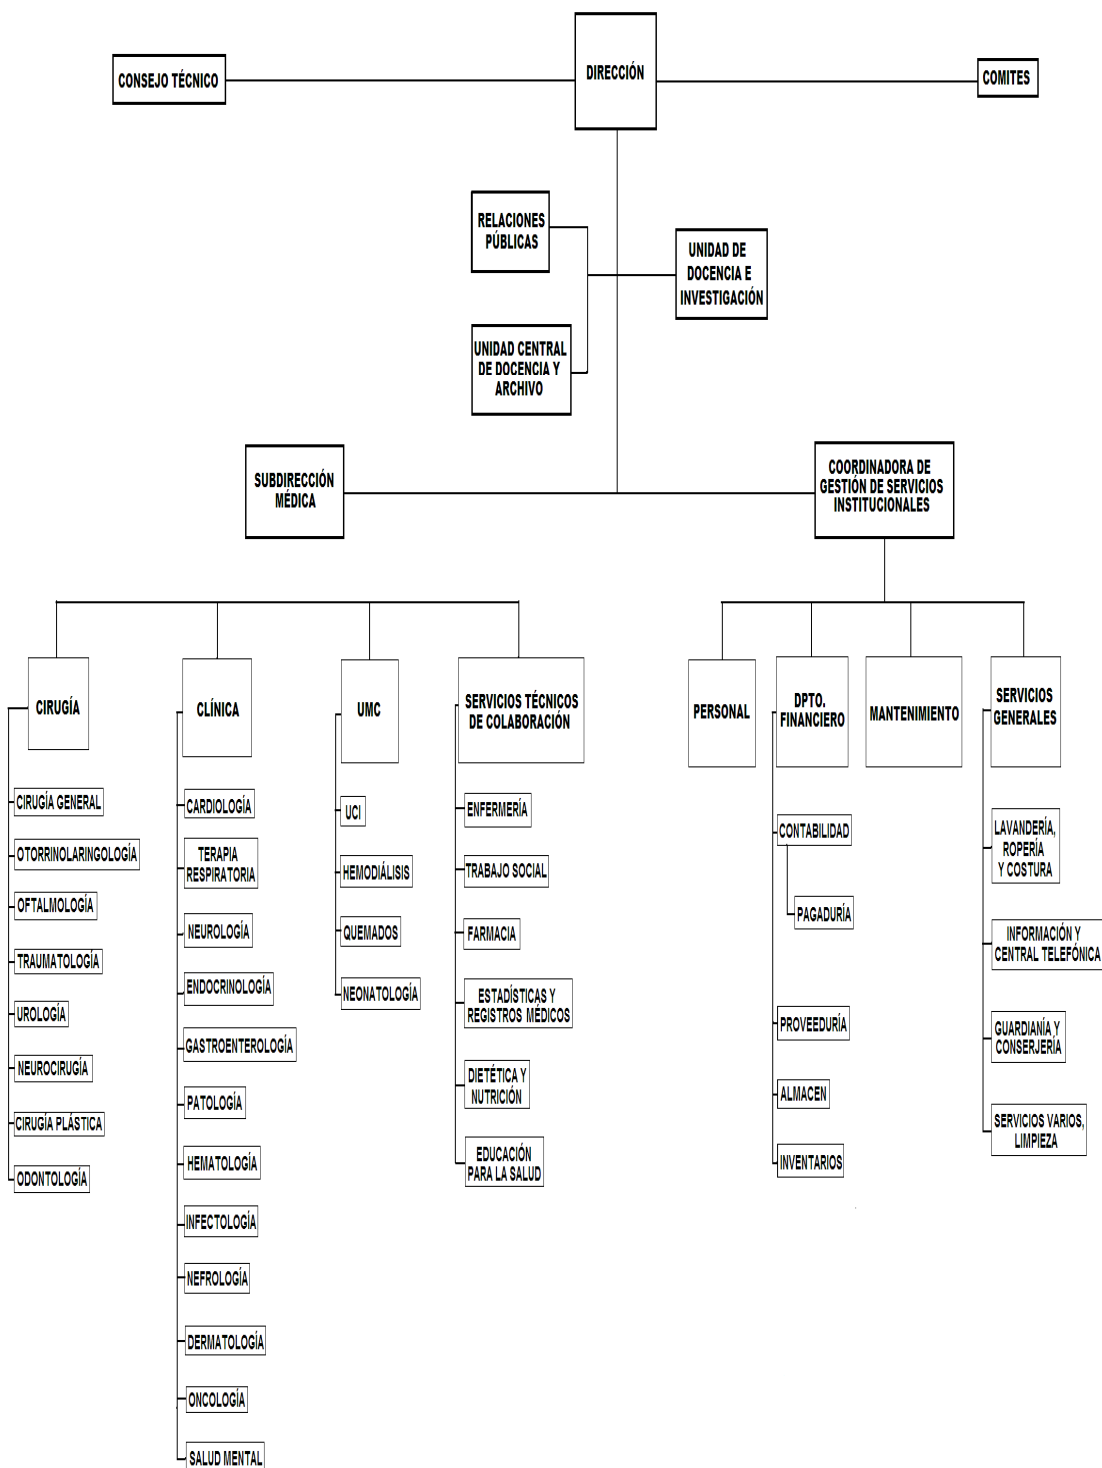 CONSEJO TÉCNICO
DIRECCIÓN
COMITES
RELACIONES
PÚBLICAS
UNIDAD DE
DOCENCIA E
INVESTIGACIÓN
UNIDAD CENTRAL
DE DOCENCIA Y
ARCHIVO
SUBDIRECCIÓN
MÉDICA
COORDINADORA DE
GESTIÓN DE SERVICIOS
INSTITUCIONALES
CIRUGÍA
CIRUGÍA GENERAL
OTORRINOLARINGOLOGÍA
OFTALMOLOGÍA
TRAUMATOLOGÍA
UROLOGÍA
NEUROCIRUGÍA
CIRUGÍA PLÁSTICA
ODONTOLOGÍA
CLÍNICA
CARDIOLOGÍA
TERAPIA
RESPIRATORIA
NEUROLOGÍA
ENDOCRINOLOGÍA
GASTROENTEROLOGÍA
PATOLOGÍA
HEMATOLOGÍA
INFECTOLOGÍA
NEFROLOGÍA
DERMATOLOGÍA
ONCOLOGÍA
SALUD MENTAL
UMC
UCI
HEMODIÁLISIS
QUEMADOS
NEONATOLOGÍA
SERVICIOS TÉCNICOS
DE COLABORACIÓN
ENFERMERÍA
TRABAJO SOCIAL
FARMACIA
ESTADÍSTICAS Y
REGISTROS MÉDICOS
DIETÉTICA Y
NUTRICIÓN
EDUCACIÓN
PARA LA SALUD
PERSONAL
DPTO.
FINANCIERO
CONTABILIDAD
PAGADURÍA
PROVEEDURÍA
ALMACEN
INVENTARIOS
MANTENIMIENTO
SERVICIOS
GENERALES
LAVANDERÍA,
ROPERÍA
Y COSTURA
INFORMACIÓN Y
CENTRAL TELEFÓNICA
GUARDIANÍA Y
CONSERJERÍA
SERVICIOS VARIOS,
LIMPIEZA